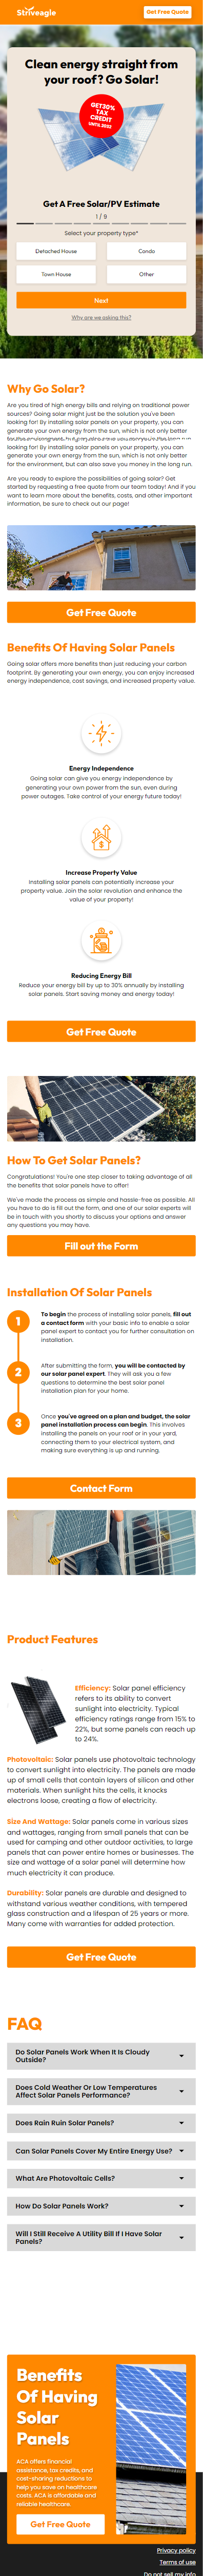 Striveagle
Get Free Quote
Clean energy straight from
your roof? Go Solar!
GET 30%
TAX
CREDIT
UNTIL 2032
Get A Free Solar/PV Estimate
1 / 9
Select your property type*
Detached House
Condo
Town House
Other
Next
Why are we asking this?
Why Go Solar?
Are you tired of high energy bills and relying on traditional power
sources? Going solar might just be the solution you've been
looking for! By installing solar panels on your property, you can
generate your own energy from the sun, which is not only better
looking for! By installing solar panels on your property, you can
generate your own energy from the sun, which is not only better
for the environment, but can also save you money in the long run.
Are you ready to explore the possibilities of going solar? Get
started by requesting a free quote from our team today! And if you
want to learn more about the benefits, costs, and other important
information, be sure to check out our page!
Get Free Quote
Benefits Of Having Solar Panels
Going solar offers more benefits than just reducing your carbon
footprint. By generating your own energy, you can enjoy increased
energy independence, cost savings, and increased property value.
Energy Independence
Going solar can give you energy independence by
generating your own power from the sun, even during
power outages. Take control of your energy future today!
Increase Property Value
Installing solar panels can potentially increase your
property value. Join the solar revolution and enhance the
value of your property!
Reducing Energy Bill
Reduce your energy bill by up to 30% annually by installing
solar panels. Start saving money and energy today!
Get Free Quote
How To Get Solar Panels?
Congratulations! You're one step closer to taking advantage of all
the benefits that solar panels have to offer!
We've made the process as simple and hassle-free as possible. All
you have to do is fill out the form, and one of our solar experts will
be in touch with you shortly to discuss your options and answer
any questions you may have.
Fill out the Form
Installation Of Solar Panels
1
To begin the process of installing solar panels, fill out
a contact form with your basic info to enable a solar
panel expert to contact you for further consultation on
installation.
2
After submitting the form, you will be contacted by
our solar panel expert. They will ask you a few
questions to determine the best solar panel
installation plan for your home.
3
Once you've agreed on a plan and budget, the solar
panel installation process can begin. This involves
installing the panels on your roof or in your yard,
connecting them to your electrical system, and
making sure everything is up and running.
Contact Form
Product Features
Efficiency: Solar panel efficiency
refers to its ability to convert
sunlight into electricity. Typical
efficiency ratings range from 15% to
22%, but some panels can reach up
to 24%.
Photovoltaic: Solar panels use photovoltaic technology
to convert sunlight into electricity. The panels are made
up of small cells that contain layers of silicon and other
materials. When sunlight hits the cells, it knocks
electrons loose, creating a flow of electricity.
Size And Wattage: Solar panels come in various sizes
and wattages, ranging from small panels that can be
used for camping and other outdoor activities, to large
panels that can power entire homes or businesses. The
size and wattage of a solar panel will determine how
much electricity it can produce.
Durability: Solar panels are durable and designed to
withstand various weather conditions, with tempered
glass construction and a lifespan of 25 years or more.
Many come with warranties for added protection.
Get Free Quote
FAQ
Do Solar Panels Work When It Is Cloudy
Outside?
Does Cold Weather Or Low Temperatures
Affect Solar Panels Performance?
Does Rain Ruin Solar Panels?
Can Solar Panels Cover My Entire Energy Use?
What Are Photovoltaic Cells?
How Do Solar Panels Work?
Will I Still Receive A Utility Bill If I Have Solar
Panels?
Benefits
Of Having
Solar
Panels
ACA offers financial
assistance, tax credits, and
cost-sharing reductions to
help you save on healthcare
costs. ACA is affordable and
reliable healthcare.
Get Free Quote
Privacy policy
Terms of use
Do not sell my info